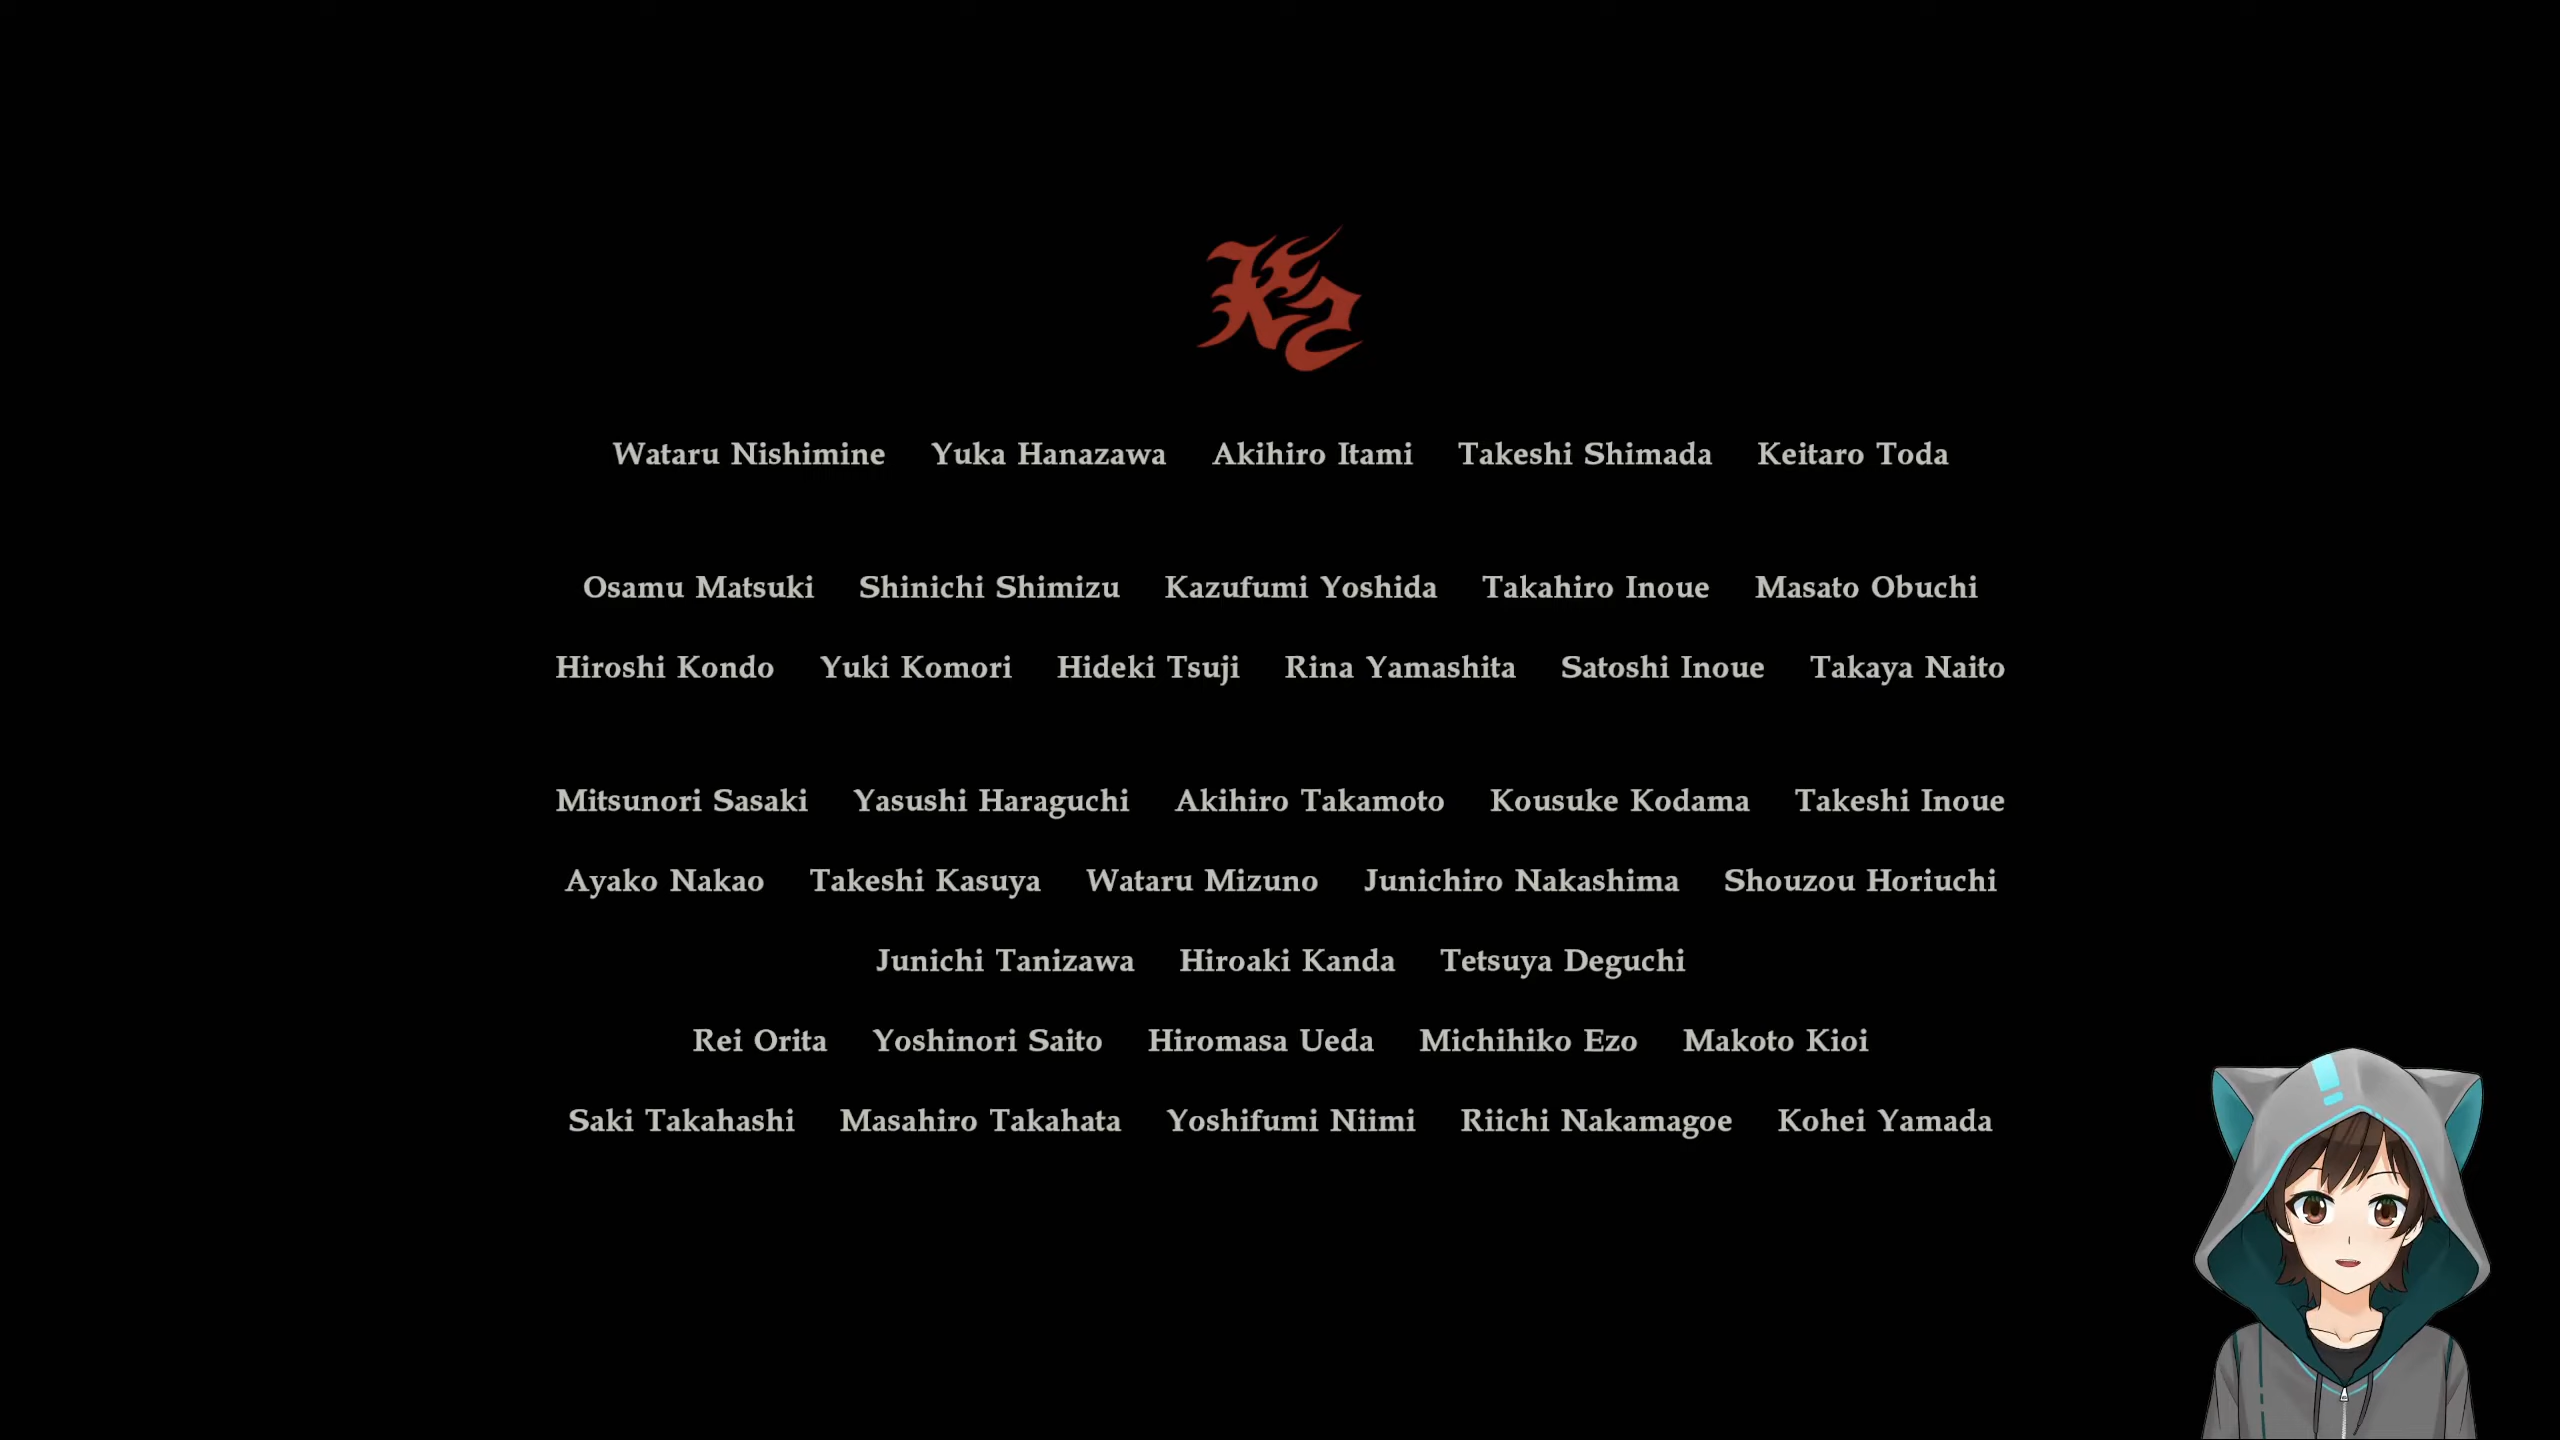 K2
Wataru Nishimine Yuka Hanazawa Akihiro Itami Takeshi Shimada Keitaro Toda
Osamu Matsuki Shinichi Shimizu Kazufumi Yoshida Takahiro Inoue Masato Obuchi
Hiroshi Kondo Yuki Komori Hideki Tsuji Rina Yamashita Satoshi Inoue Takaya Naito
Mitsunori Sasaki Yasushi Haraguchi Akihiro Takamoto Kousuke Kodama Takeshi Inoue
Ayako Nakao Takeshi Kasuya Wataru Mizuno Junichiro Nakashima Shouzou Horiuchi
Junichi Tanizawa Hiroaki Kanda Tetsuya Deguchi
Rei Orita Yoshinori Saito Hiromasa Ueda Michihiko Ezo Makoto Kioi
Saki Takahashi Masahiro Takahata Yoshifumi Niimi Riichi Nakamagoe Kohei Yamada